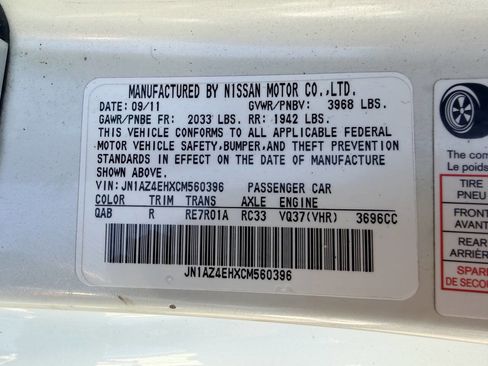 MANUFACTURED BY NISSAN MOTOR CO.,LTD.
DATE: 09/11 GVWR/PNBV: 3968 LBS.
GAWR/PNBE FR: 2033 LBS. RR: 1942 LBS.
THIS VEHICLE CONFORMS TO ALL APPLICABLE FEDERAL
MOTOR VEHICLE SAFETY,BUMPER,AND THEFT PREVENTION
STANDARDS IN EFFECT ON THE DATE OF MANUFACTURE
SHOWN ABOVE.
VIN: JN1AZ4EHXCM560396 PASSENGER CAR
COLOR TRIM TRANS AXLE ENGINE
QAB R RE7R01A RC33 VQ37(VHR) 3696CC
JN1AZ4EHXCM560396
The com
Le poids
TIRE
PNEU
FRONT
AVANT
REAR
ARRIÈR
SPARE
DE SECOU